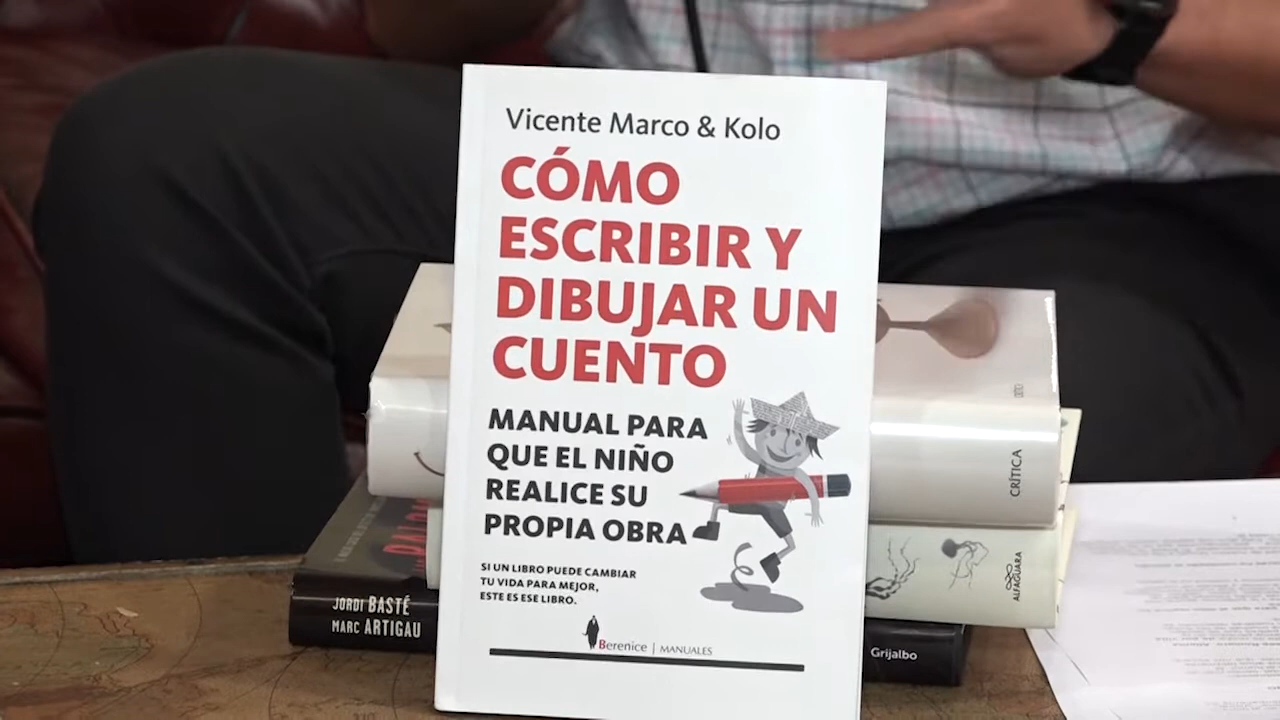 Vicente Marco & Kolo
CÓMO
ESCRIBIR Y
DIBUJAR UN
CUENTO
MANUAL PARA
QUE EL NIÑO
REALICE SU
PROPIA OBRA
SI UN LIBRO PUEDE CAMBIAR
TU VIDA PARA MEJOR,
ESTE ES ESE LIBRO.
Berenice | MANUALES
JORDI BASTÉ
MARC ARTIGAU
CRÍTICA
ALFAGUARA
Grijalbo